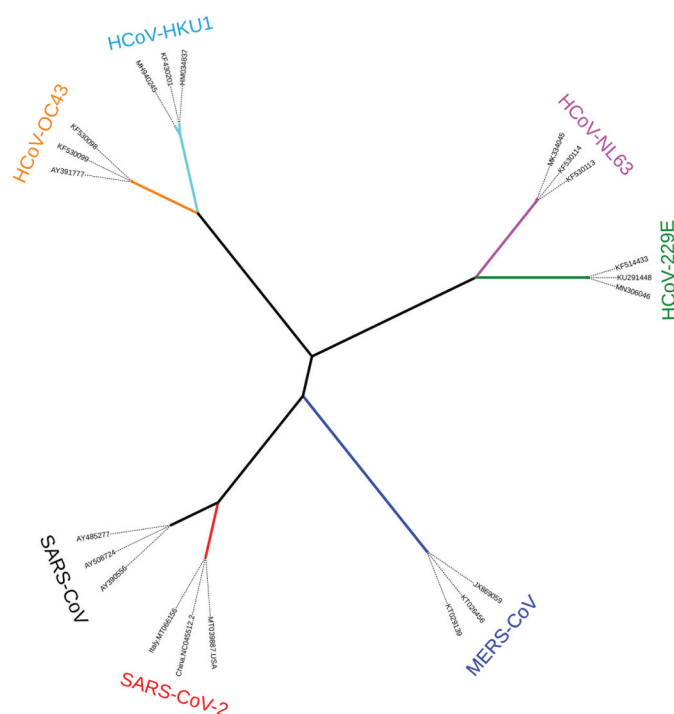 HCoV-HKU1
MH940245
KF430201
HM034837
HCoV-OC43
KF530098
KF530099
AY391777
HCoV-NL63
MK334045
KF530114
KF530113
HCoV-229E
KF514433
KU291448
MN306046
SARS-CoV
AY485277
AY508724
AY390556
SARS-CoV-2
Italy.MT066156
China.NC045512.2
MT039887.USA
MERS-CoV
JX869059
KT026456
KT029139